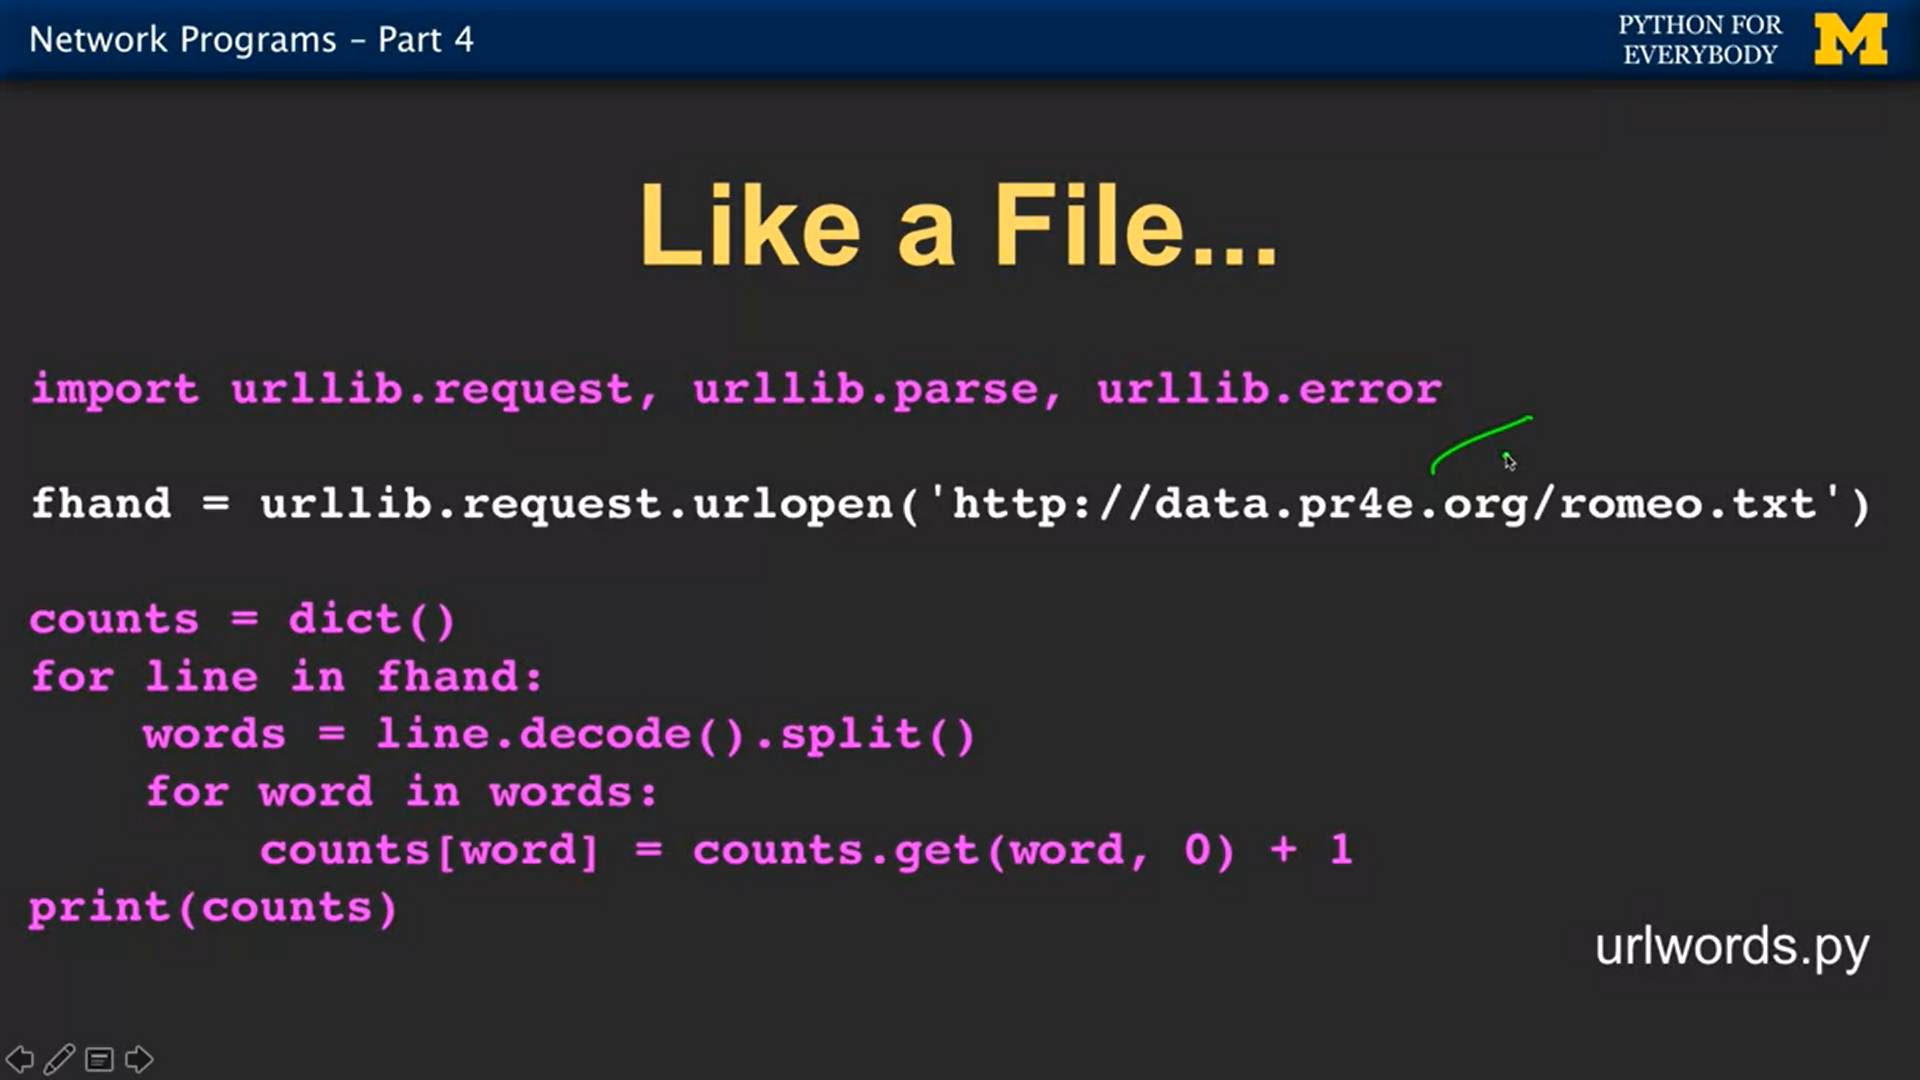 Network Programs – Part 4
PYTHON FOR
EVERYBODY
M
Like a File...
import urllib.request, urllib.parse, urllib.error
fhand = urllib.request.urlopen('http://data.pr4e.org/romeo.txt')
counts = dict()
for line in fhand:
    words = line.decode().split()
    for word in words:
        counts[word] = counts.get(word, 0) + 1
print(counts)
urlwords.py